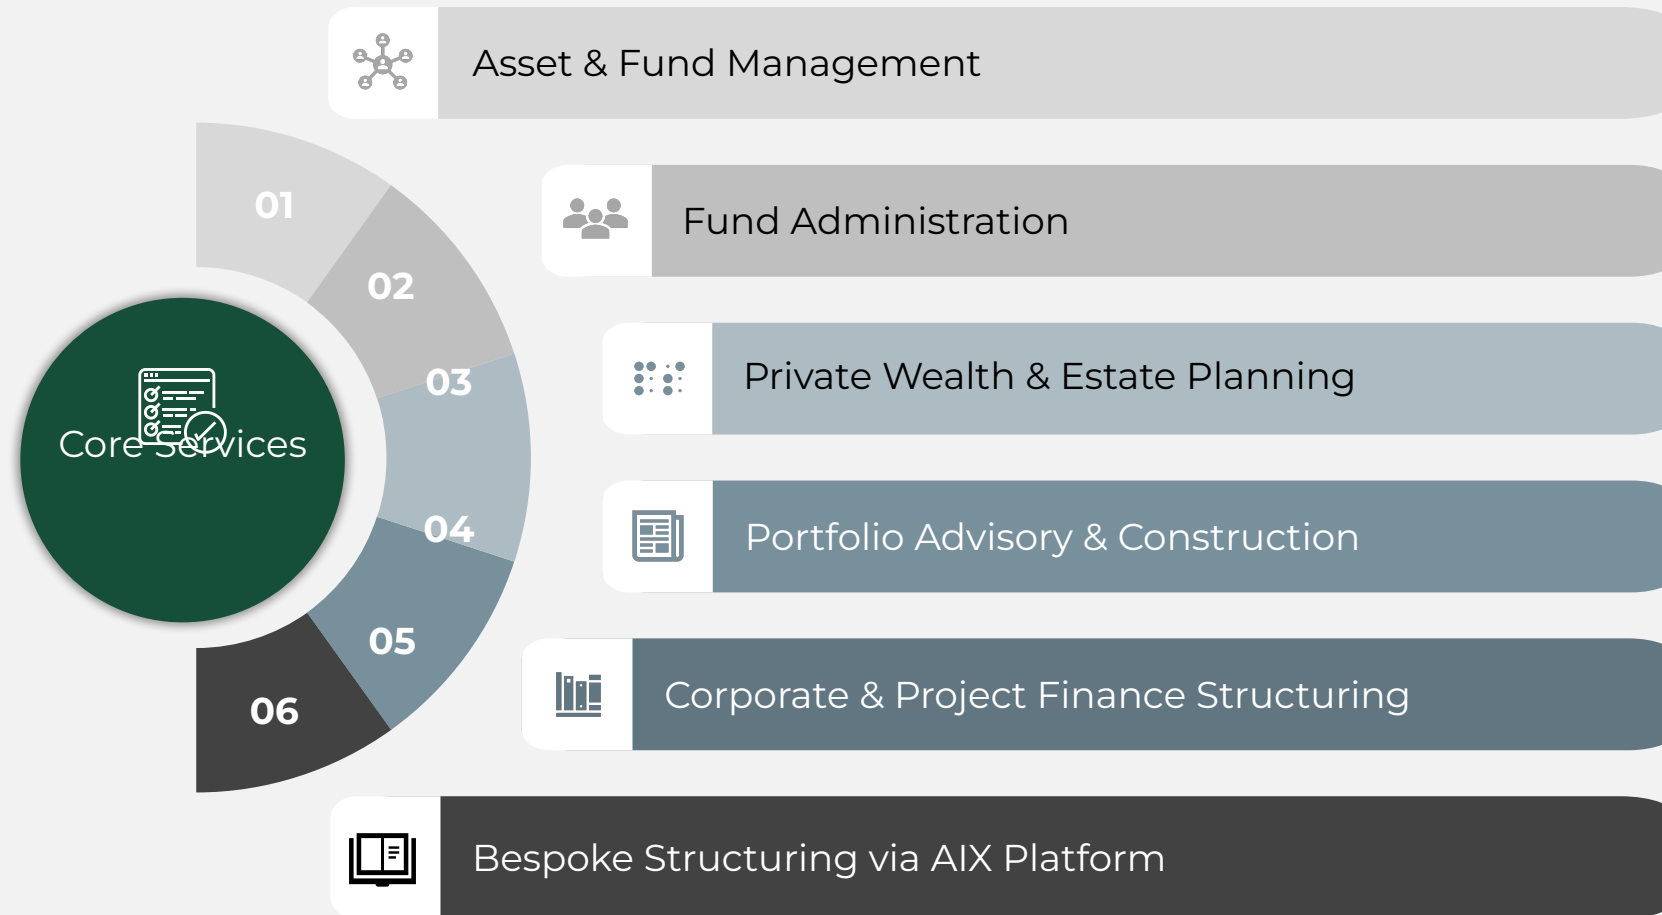 Asset & Fund Management
01
Fund Administration
02
03
Private Wealth & Estate Planning
Core Services
04
Portfolio Advisory & Construction
05
Corporate & Project Finance Structuring
06
Bespoke Structuring via AIX Platform